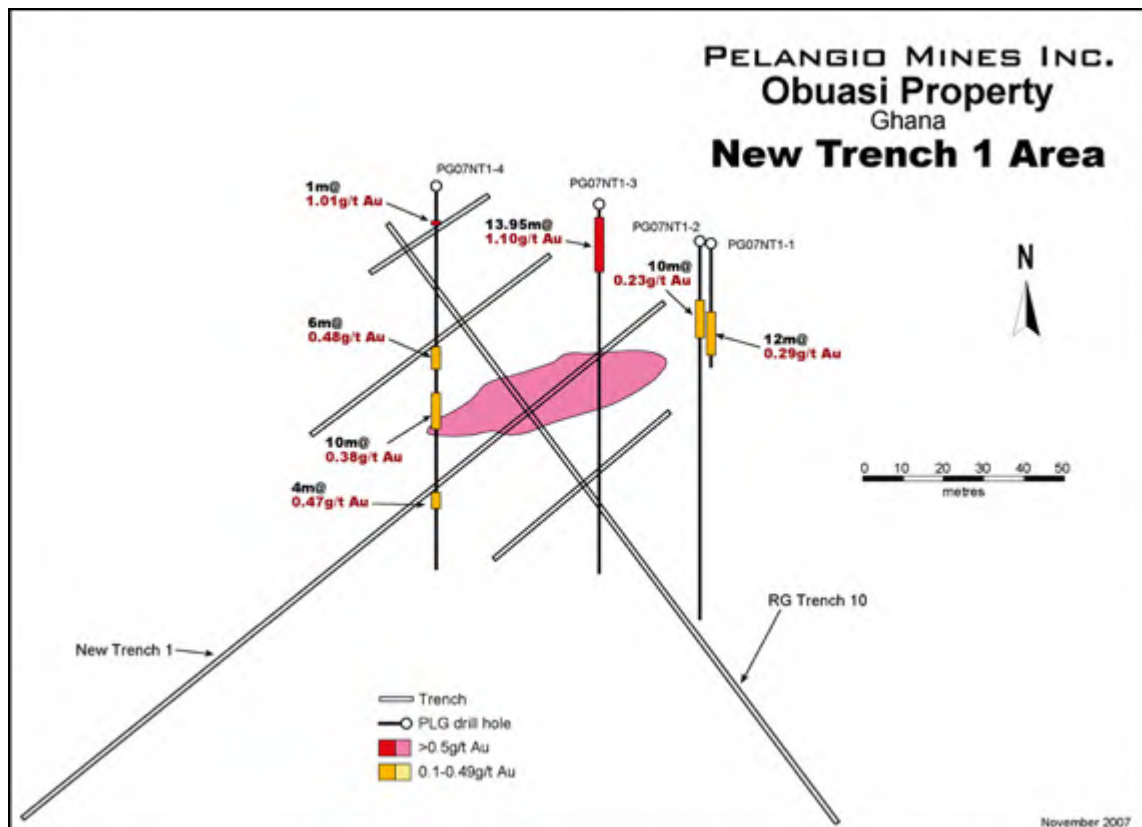 PELANGIO MINES INC.
Obuasi Property
Ghana
New Trench 1 Area
PG07NT1-4
PG07NT1-3
PG07NT1-2
PG07NT1-1
1m@
1.01g/t Au
13.95m@
1.10g/t Au
10m@
0.23g/t Au
N
6m@
0.48g/t Au
12m@
0.29g/t Au
10m@
0.38g/t Au
4m@
0.47g/t Au
0 10 20 30 40 50
metres
RG Trench 10
New Trench 1
Trench
PLG drill hole
>0.5g/t Au
0.1-0.49g/t Au
November 2007